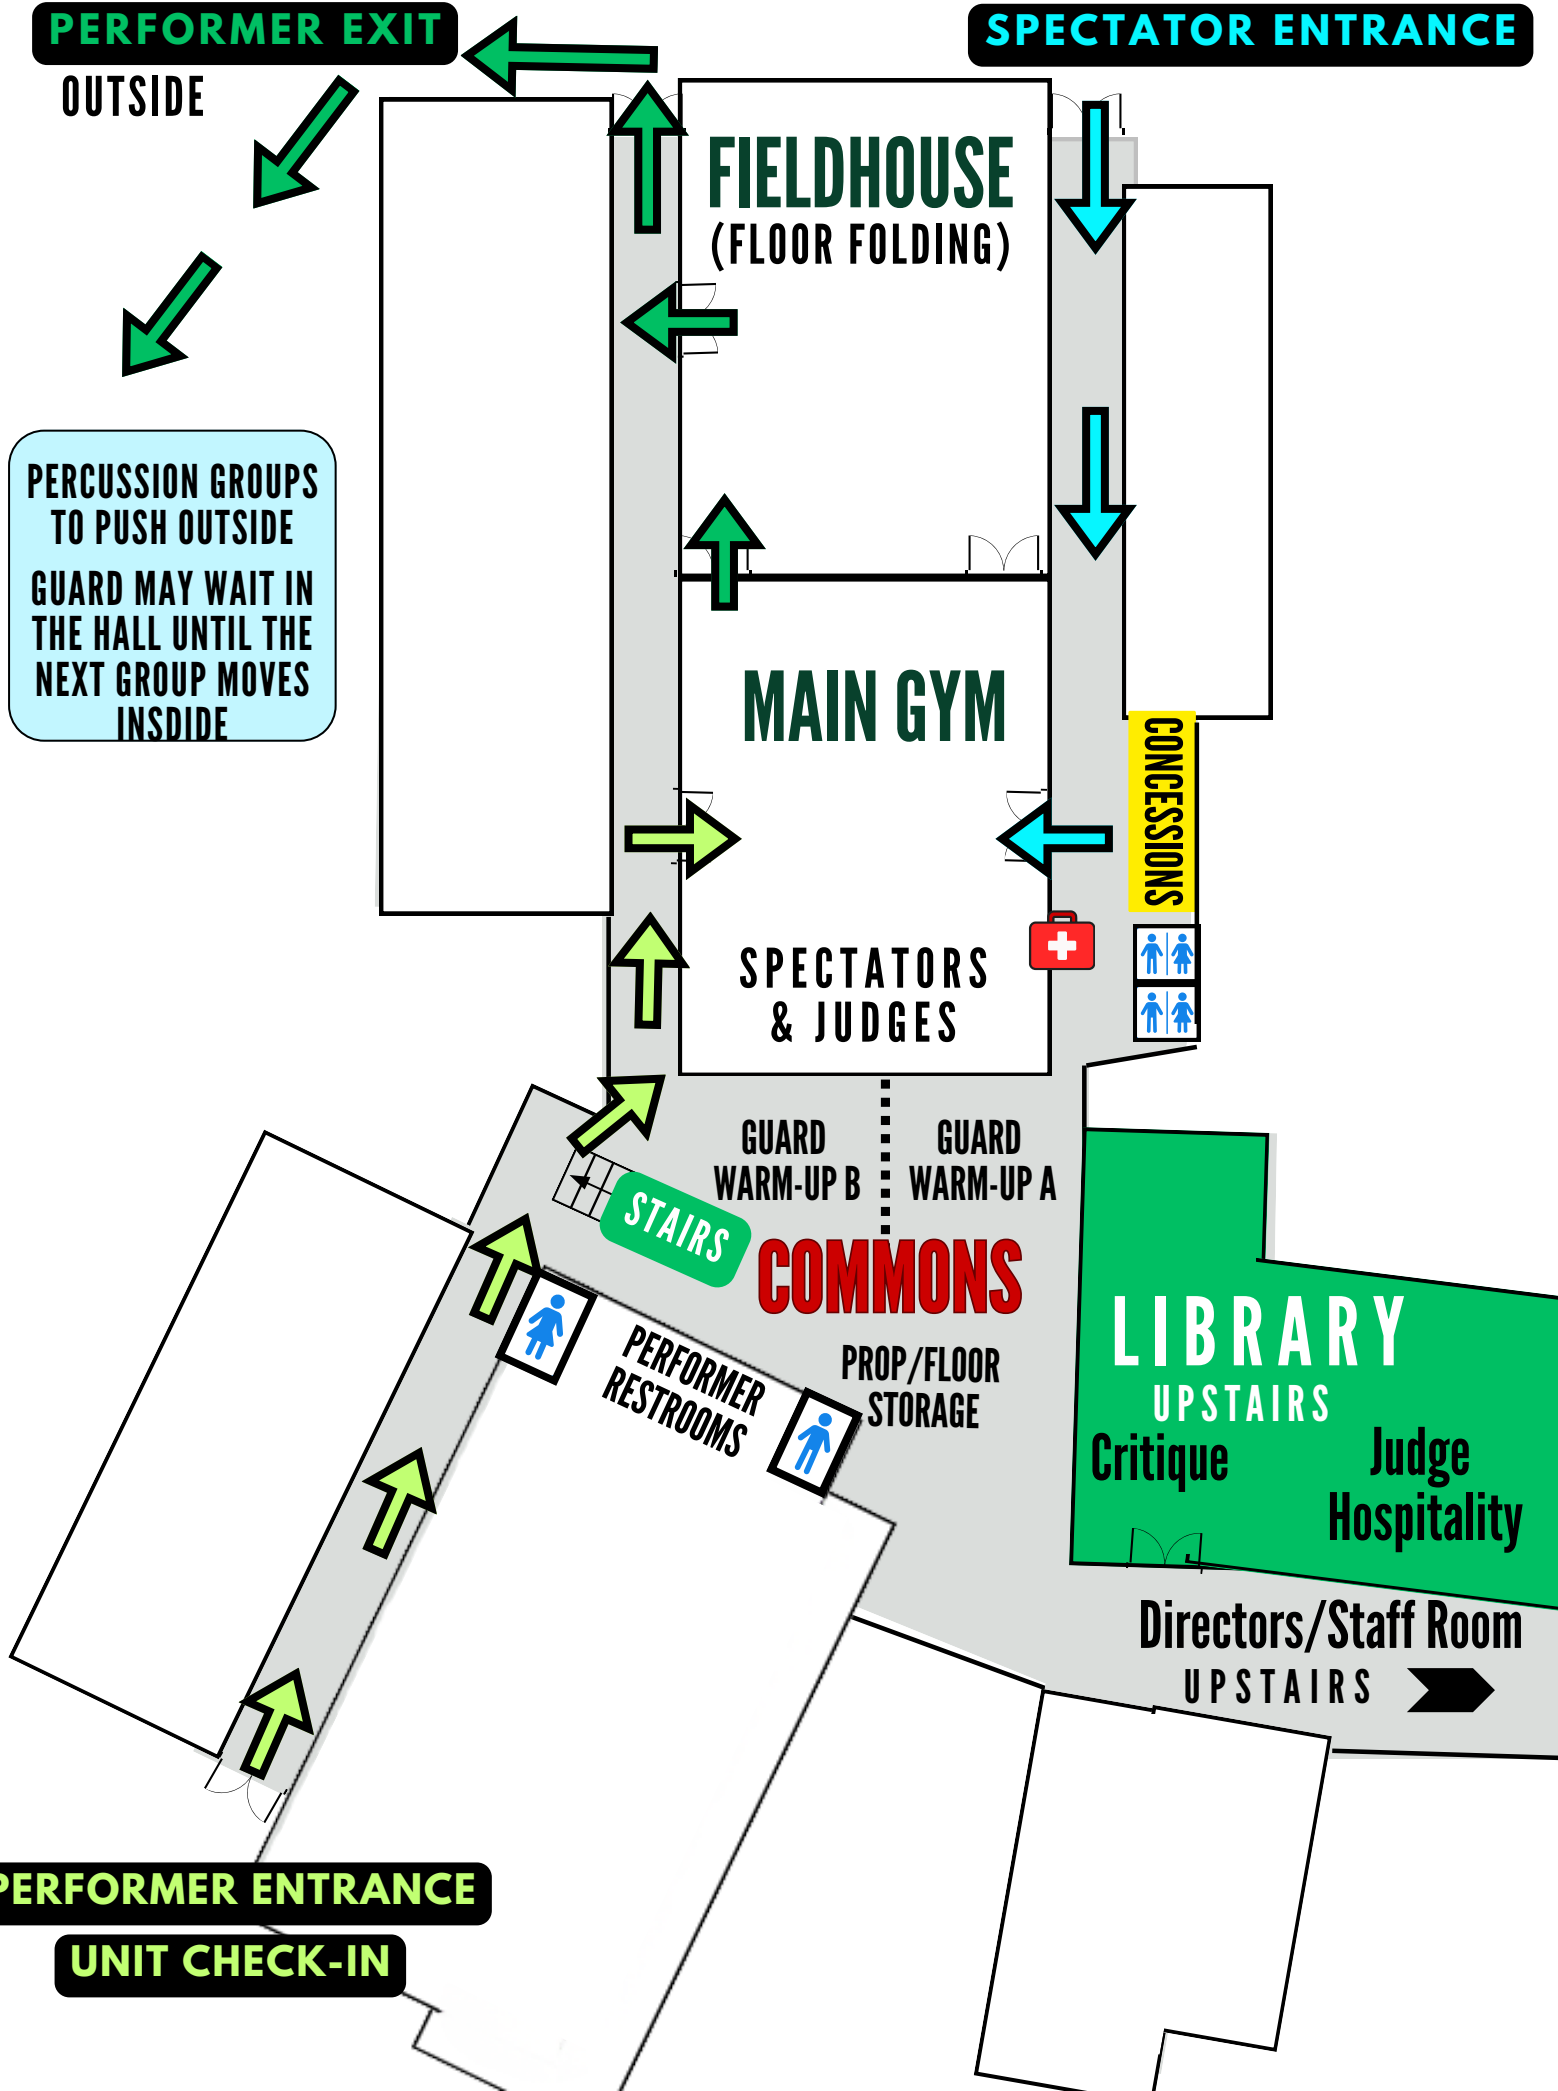 PERFORMER EXIT
OUTSIDE
SPECTATOR ENTRANCE
FIELDHOUSE
(FLOOR FOLDING)
PERCUSSION GROUPS
TO PUSH OUTSIDE
GUARD MAY WAIT IN
THE HALL UNTIL THE
NEXT GROUP MOVES
INSDIDE
MAIN GYM
CONCESSIONS
SPECTATORS
& JUDGES
GUARD
WARM-UP B
GUARD
WARM-UP A
STAIRS
COMMONS
PERFORMER
RESTROOMS
PROP/FLOOR
STORAGE
LIBRARY
UPSTAIRS
Critique
Judge
Hospitality
Directors/Staff Room
UPSTAIRS
PERFORMER ENTRANCE
UNIT CHECK-IN